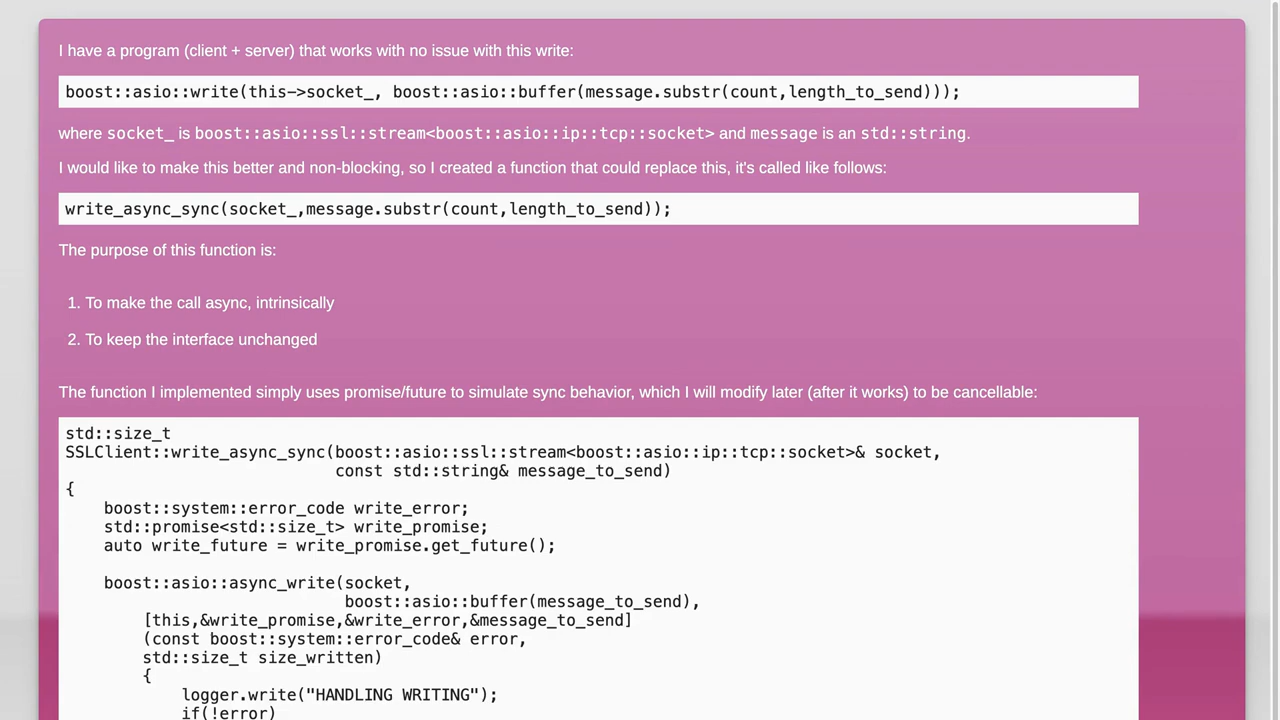 I have a program (client + server) that works with no issue with this write:
boost::asio::write(this->socket_, boost::asio::buffer(message.substr(count,length_to_send)));
where socket_ is boost::asio::ssl::stream<boost::asio::ip::tcp::socket> and message is an std::string.
I would like to make this better and non-blocking, so I created a function that could replace this, it's called like follows:
write_async_sync(socket_,message.substr(count,length_to_send));
The purpose of this function is:
1. To make the call async, intrinsically
2. To keep the interface unchanged
The function I implemented simply uses promise/future to simulate sync behavior, which I will modify later (after it works) to be cancellable:
std::size_t
SSLClient::write_async_sync(boost::asio::ssl::stream<boost::asio::ip::tcp::socket>& socket,
                            const std::string& message_to_send)
{
    boost::system::error_code write_error;
    std::promise<std::size_t> write_promise;
    auto write_future = write_promise.get_future();
    boost::asio::async_write(socket,
                             boost::asio::buffer(message_to_send),
        [this,&write_promise,&write_error,&message_to_send]
        (const boost::system::error_code& error,
        std::size_t size_written)
        {
            logger.write("HANDLING WRITING");
            if(!error)